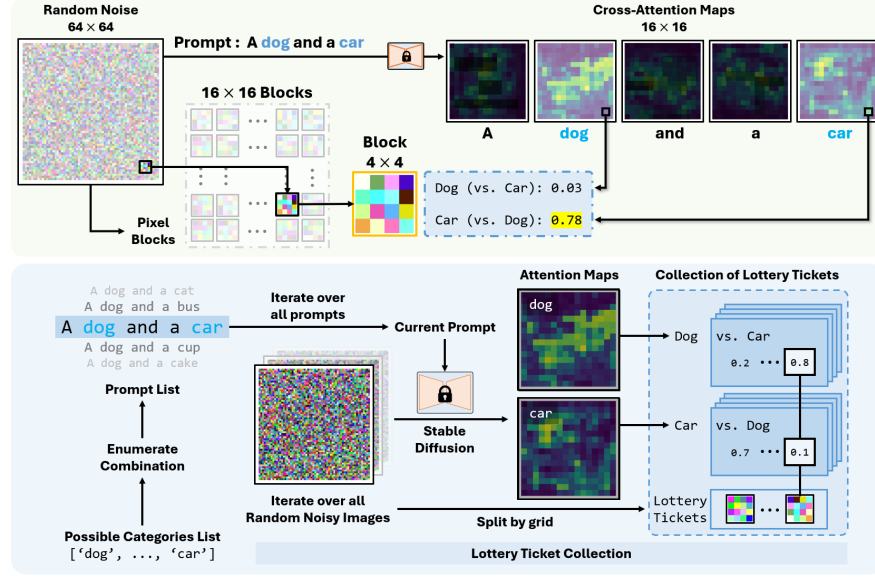 Random Noise
64 × 64
Prompt : A dog and a car
Cross-Attention Maps
16 × 16
A
dog
and
a
car
16 × 16 Blocks
Block
4 × 4
Pixel
Blocks
Dog (vs. Car): 0.03
Car (vs. Dog): 0.78
A dog and a cat
A dog and a bus
A dog and a car
A dog and a cup
A dog and a cake
Prompt List
Enumerate
Combination
Possible Categories List
[‘dog’, ..., ‘car’]
Iterate over
all prompts
Current Prompt
Stable
Diffusion
Iterate over all
Random Noisy Images
Split by grid
Attention Maps
dog
car
Collection of Lottery Tickets
Dog
vs. Car
0.2 ••• 0.8
Car
vs. Dog
0.7 ••• 0.1
Lottery
Tickets
Lottery Ticket Collection